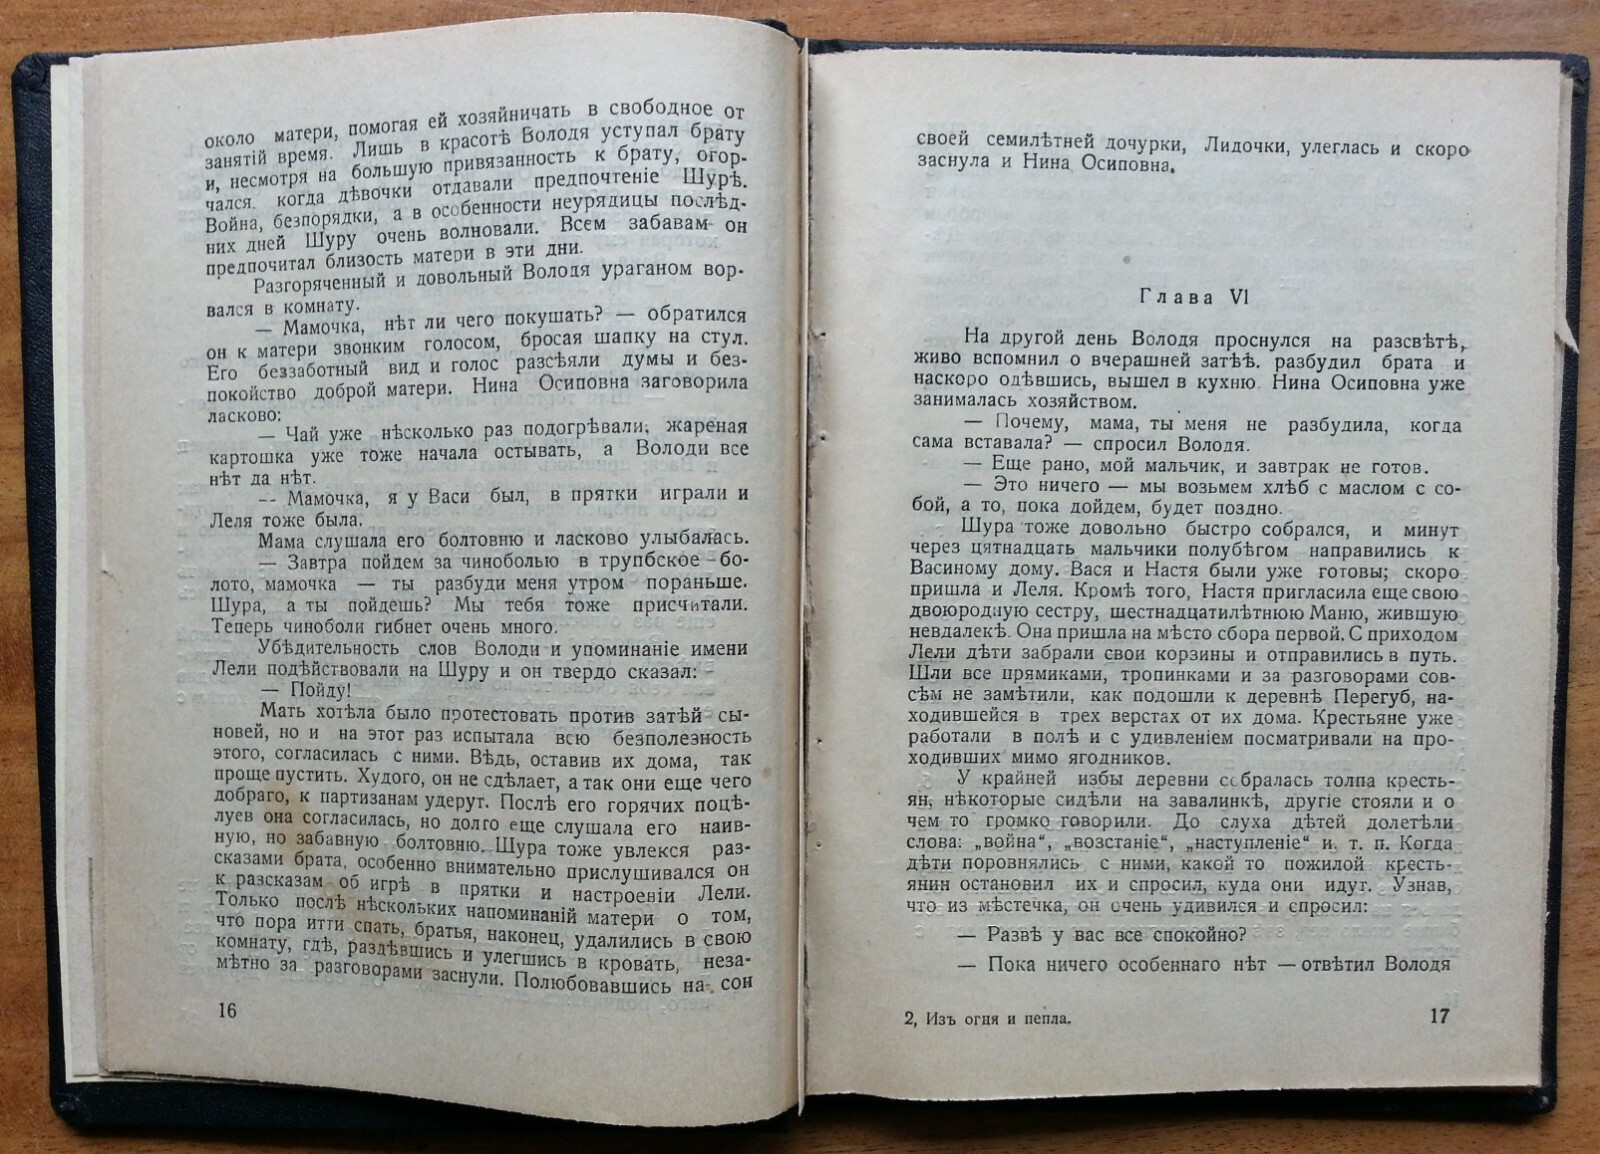 около матери, помогая ей хозяйничать в свободное от
занятій время. Лишь в красотѣ Володя уступал брату
и, несмотря на большую привязанность к брату, огор-
чался. когда дѣвочки отдавали предпочтеніе Шурѣ.
Война, безпорядки, а в особенности неурядицы послѣд-
них дней Шуру очень волновали. Всем забавам он
предпочитал близость матери в эти дни.
Разгоряченный и довольный Володя ураганом вор-
вался в комнату.
— Мамочка, нѣт ли чего покушать? — обратился
он к матери звонким голосом, бросая шапку на стул.
Его беззаботный вид и голос разсѣяли думы и без-
покойство доброй матери. Нина Осиповна заговорила
ласково:
— Чай уже нѣсколько раз подогрѣвали, жареная
картошка уже тоже начала остывать, а Володи все
нѣт да нѣт.
— Мамочка, я у Васи был, в прятки играли и
Леля тоже была.
Мама слушала его болтовню и ласково улыбалась.
— Завтра пойдем за чиноболью в трупбское бо-
лото, мамочка — ты разбуди меня утром пораньше.
Шура, а ты пойдешь? Мы тебя тоже присчитали.
Теперь чиноболи гибнет очень много.
Убѣдительность слов Володи и упоминаніе имени
Лели подѣйствовали на Шуру и он твердо сказал:
— Пойду!
Мать хотѣла было протестовать против затѣй сы-
новей, но и на этот раз испытала всю безполезность
этого, согласилась с ними. Вѣдь, оставив их дома, так
проще пустить. Худого, он не сдѣлает, а так они еще чего
добраго, к партизанам удерут. Послѣ его горячих поцѣ-
луев она согласилась, но долго еще слушала его наив-
ную, но забавную болтовню. Шура тоже увлекся раз-
сказами брата, особенно внимательно прислушивался он
к разсказам об игрѣ в прятки и настроеніи Лели.
Только послѣ нѣскольких напоминаній матери о том,
что пора итти спать, братья, наконец, удалились в свою
комнату, гдѣ, раздѣвшись и улегшись в кровать, неза-
мѣтно за разговорами заснули. Полюбовавшись на сон
16
своей семилѣтней дочурки, Лидочки, улеглась и скоро
заснула и Нина Осиповна.
Глава VI
На другой день Володя проснулся на разсвѣтѣ,
живо вспомнил о вчерашней затѣѣ. разбудил брата и
наскоро одѣвшись, вышел в кухню. Нина Осиповна уже
занималась хозяйством.
— Почему, мама, ты меня не разбудила, когда
сама вставала? — спросил Володя.
— Еще рано, мой мальчик, и завтрак не готов.
— Это ничего — мы возьмем хлѣб с маслом с со-
бой, а то, пока дойдем, будет поздно.
Шура тоже довольно быстро собрался, и минут
через цятнадцать мальчики полубѣгом направились к
Васиному дому. Вася и Настя были уже готовы; скоро
пришла и Леля. Кромѣ того, Настя пригласила еще свою
двоюродную сестру, шестнадцатилѣтнюю Маню, жившую
невдалекѣ. Она пришла на мѣсто сбора первой. С приходом
Лели дѣти забрали свои корзины и отправились в путь.
Шли все прямиками, тропинками и за разговорами сов-
сѣм не замѣтили, как подошли к деревнѣ Перегуб, на-
ходившейся в трех верстах от их дома. Крестьяне уже
работали в полѣ и с удивленіем посматривали на про-
ходивших мимо ягодников.
У крайней избы деревни собралась толпа кресть-
ян, нѣкоторые сидѣли на завалинкѣ, другіе стояли и о
чем то громко говорили. До слуха дѣтей долетѣли
слова: „война“, „возстаніе“, „наступленіе“ и. т. п. Когда
дѣти поровнялись с ними, какой то пожилой кресть-
янин остановил их и спросил, куда они идут. Узнав,
что из мѣстечка, он очень удивился и спросил:
— Развѣ у вас все спокойно?
— Пока ничего особеннаго нѣт — отвѣтил Володя
2, Изъ огня и пепла.
17